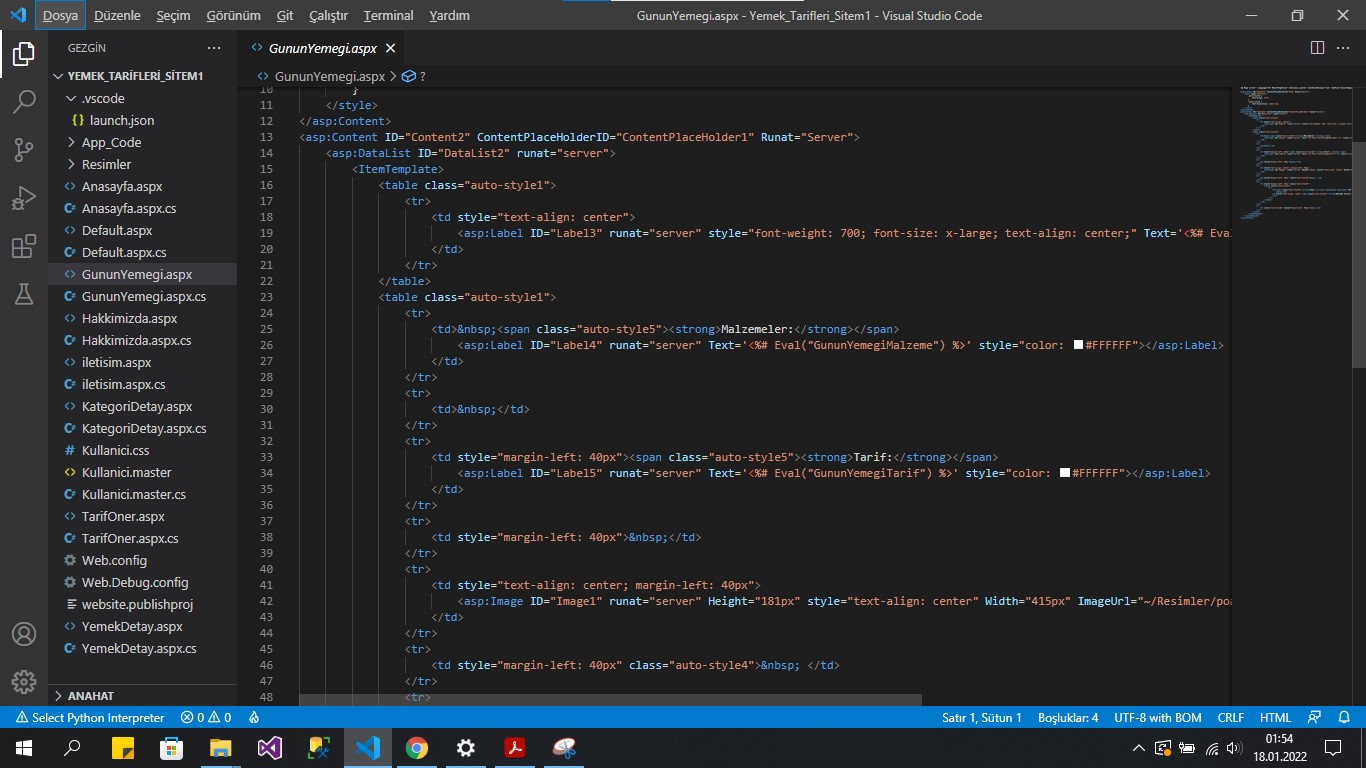 Dosya Düzenle Seçim Görünüm Git Çalıştır Terminal Yardım GununYemegi.aspx - Yemek_Tarifleri_Sitem1 - Visual Studio Code
GEZGİN
YEMEK_TARİFLERİ_SİTEM1
.vscode
{} launch.json
App_Code
Resimler
Anasayfa.aspx
Anasayfa.aspx.cs
Default.aspx
Default.aspx.cs
GununYemegi.aspx
GununYemegi.aspx.cs
Hakkimizda.aspx
Hakkimizda.aspx.cs
iletisim.aspx
iletisim.aspx.cs
KategoriDetay.aspx
KategoriDetay.aspx.cs
Kullanici.css
Kullanici.master
Kullanici.master.cs
TarifOner.aspx
TarifOner.aspx.cs
Web.config
Web.Debug.config
website.publishproj
YemekDetay.aspx
YemekDetay.aspx.cs
ANAHAT
GununYemegi.aspx
GununYemegi.aspx > ?
10 }
11 </style>
12 </asp:Content>
13 <asp:Content ID="Content2" ContentPlaceHolderID="ContentPlaceHolder1" Runat="Server">
14 <asp:DataList ID="DataList2" runat="server">
15 <ItemTemplate>
16 <table class="auto-style1">
17 <tr>
18 <td style="text-align: center">
19 <asp:Label ID="Label3" runat="server" style="font-weight: 700; font-size: x-large; text-align: center;" Text='<%# Eva
20 </td>
21 </tr>
22 </table>
23 <table class="auto-style1">
24 <tr>
25 <td>&nbsp;<span class="auto-style5"><strong>Malzemeler:</strong></span>
26 <asp:Label ID="Label4" runat="server" Text='<%# Eval("GununYemegiMalzeme") %>' style="color: #FFFFFF"></asp:Label>
27 </td>
28 </tr>
29 <tr>
30 <td>&nbsp;</td>
31 </tr>
32 <tr>
33 <td style="margin-left: 40px"><span class="auto-style5"><strong>Tarif:</strong></span>
34 <asp:Label ID="Label5" runat="server" Text='<%# Eval("GununYemegiTarif") %>' style="color: #FFFFFF"></asp:Label>
35 </td>
36 </tr>
37 <tr>
38 <td style="margin-left: 40px">&nbsp;</td>
39 </tr>
40 <tr>
41 <td style="text-align: center; margin-left: 40px">
42 <asp:Image ID="Image1" runat="server" Height="181px" style="text-align: center" Width="415px" ImageUrl="~/Resimler/poa
43 </td>
44 </tr>
45 <tr>
46 <td style="margin-left: 40px" class="auto-style4">&nbsp; </td>
47 </tr>
48 <tr>
Select Python Interpreter 0 0 Satır 1, Sütun 1 Boşluklar: 4 UTF-8 with BOM CRLF HTML
01:54
18.01.2022